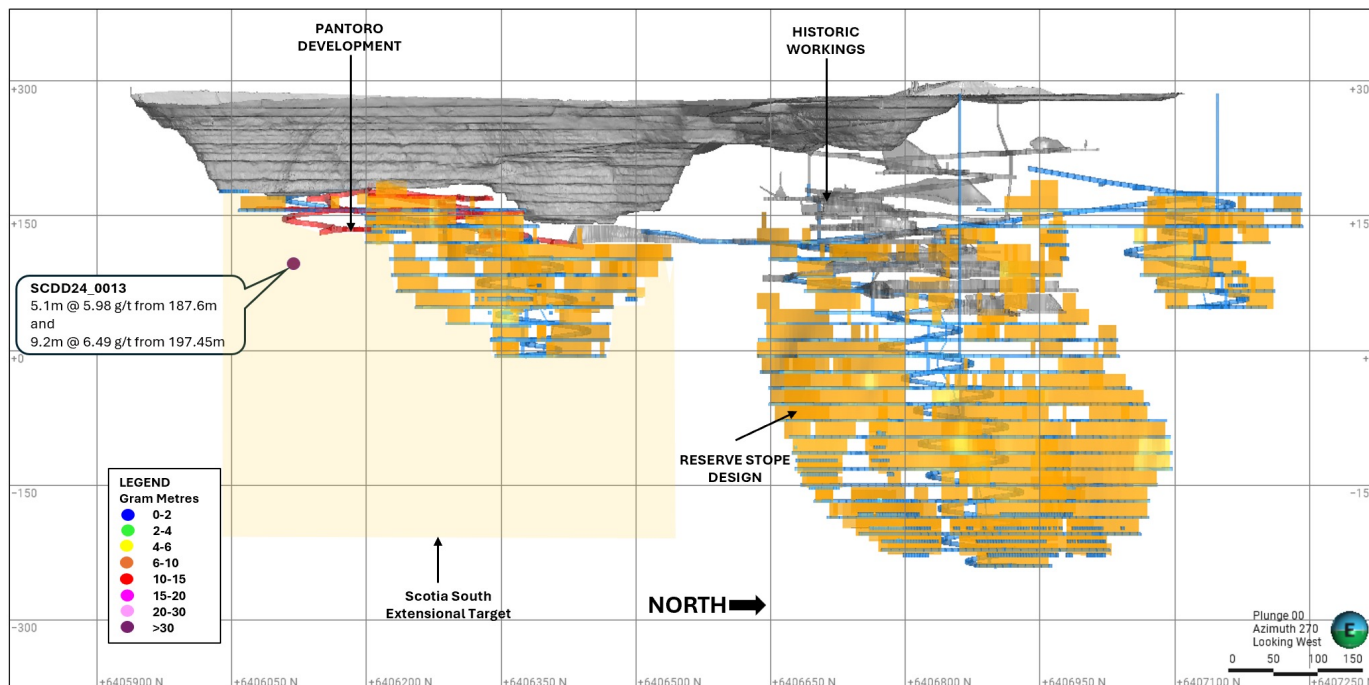 PANTORO
DEVELOPMENT
HISTORIC
WORKINGS
+300
+30
+150
+15
SCDD24_0013
5.1m @ 5.98 g/t from 187.6m
and
9.2m @ 6.49 g/t from 197.45m
+0
+
RESERVE STOPE
DESIGN
-150
-15
LEGEND
Gram Metres
0-2
2-4
4-6
6-10
10-15
15-20
20-30
>30
Scotia South
Extensional Target
NORTH
-300
Plunge 00
Azimuth 270
Looking West
E
0 50 100 150
+6405900 N +6406050 N +6406200 N +6406350 N +6406500 N +6406650 N +6406800 N +6406950 N +6407100 N +6407250